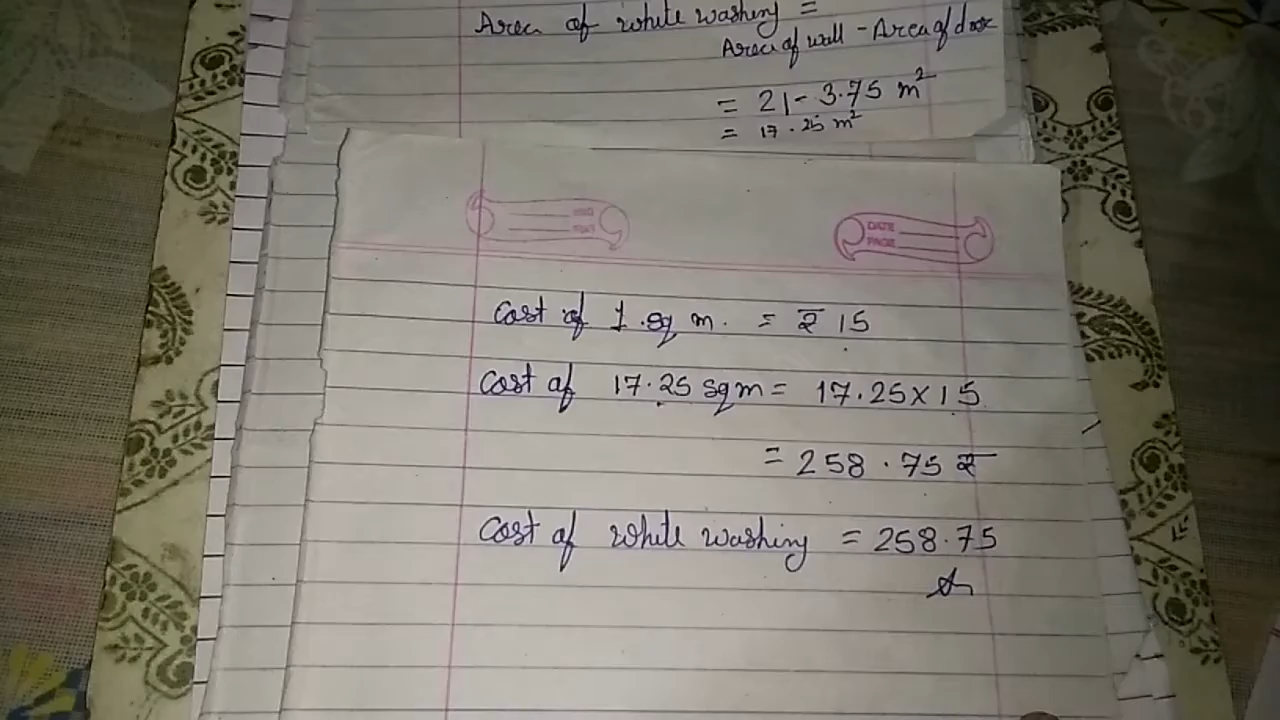 Area of white washing =
Area of wall - Area of door
= 21 - 3.75 m²
= 17.25 m²
DATE
PAGE
Cost of 1 sq m. = ₹ 15
Cost of 17.25 sq m = 17.25 × 15
= 258.75 ₹
Cost of white washing = 258.75